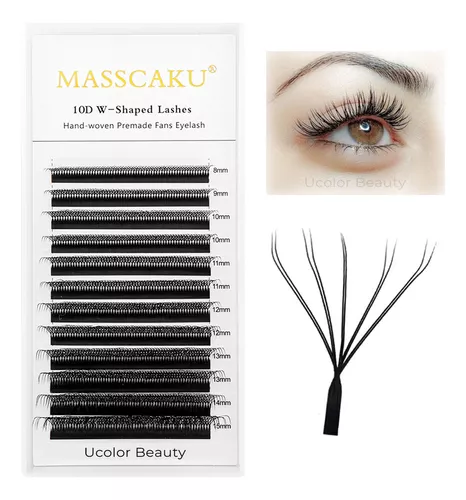 MASSCAKU®
10D W-Shaped Lashes
Hand-woven Premade Fans Eyelash
8mm
9mm
10mm
10mm
11mm
11mm
12mm
12mm
13mm
13mm
14mm
15mm
Ucolor Beauty
Ucolor Beauty